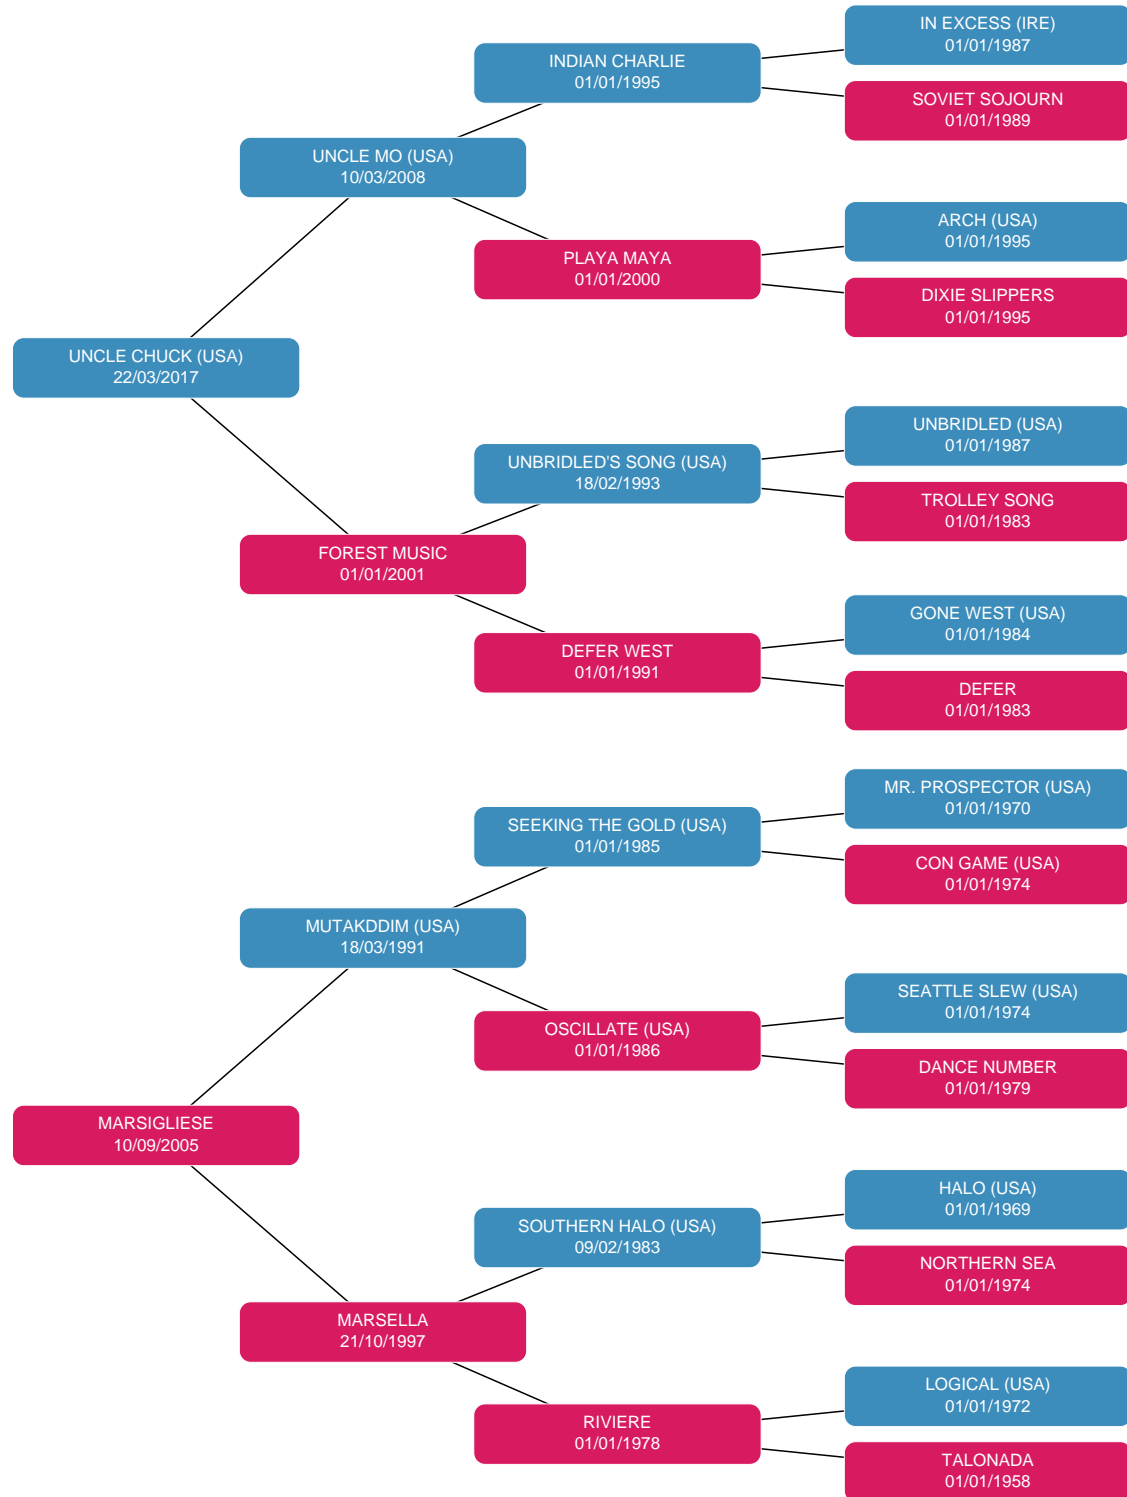 IN EXCESS (IRE)
01/01/1987
INDIAN CHARLIE
01/01/1995
SOVIET SOJOURN
01/01/1989
UNCLE MO (USA)
10/03/2008
ARCH (USA)
01/01/1995
PLAYA MAYA
01/01/2000
DIXIE SLIPPERS
01/01/1995
UNCLE CHUCK (USA)
22/03/2017
UNBRIDLED (USA)
01/01/1987
UNBRIDLED'S SONG (USA)
18/02/1993
TROLLEY SONG
01/01/1983
FOREST MUSIC
01/01/2001
GONE WEST (USA)
01/01/1984
DEFER WEST
01/01/1991
DEFER
01/01/1983
MR. PROSPECTOR (USA)
01/01/1970
SEEKING THE GOLD (USA)
01/01/1985
CON GAME (USA)
01/01/1974
MUTAKDDIM (USA)
18/03/1991
SEATTLE SLEW (USA)
01/01/1974
OSCILLATE (USA)
01/01/1986
DANCE NUMBER
01/01/1979
MARSIGLIESE
10/09/2005
HALO (USA)
01/01/1969
SOUTHERN HALO (USA)
09/02/1983
NORTHERN SEA
01/01/1974
MARSELLA
21/10/1997
LOGICAL (USA)
01/01/1972
RIVIERE
01/01/1978
TALONADA
01/01/1958